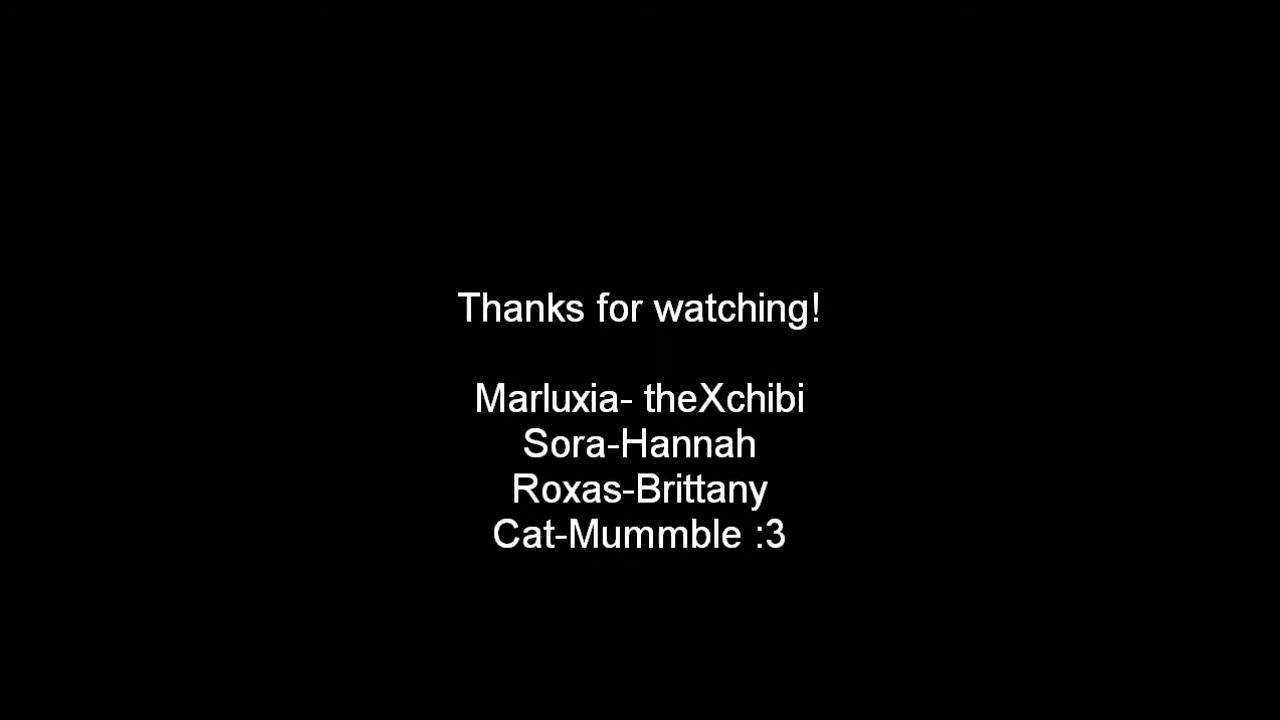 Thanks for watching!
Marluxia- theXchibi
Sora-Hannah
Roxas-Brittany
Cat-Mummble :3